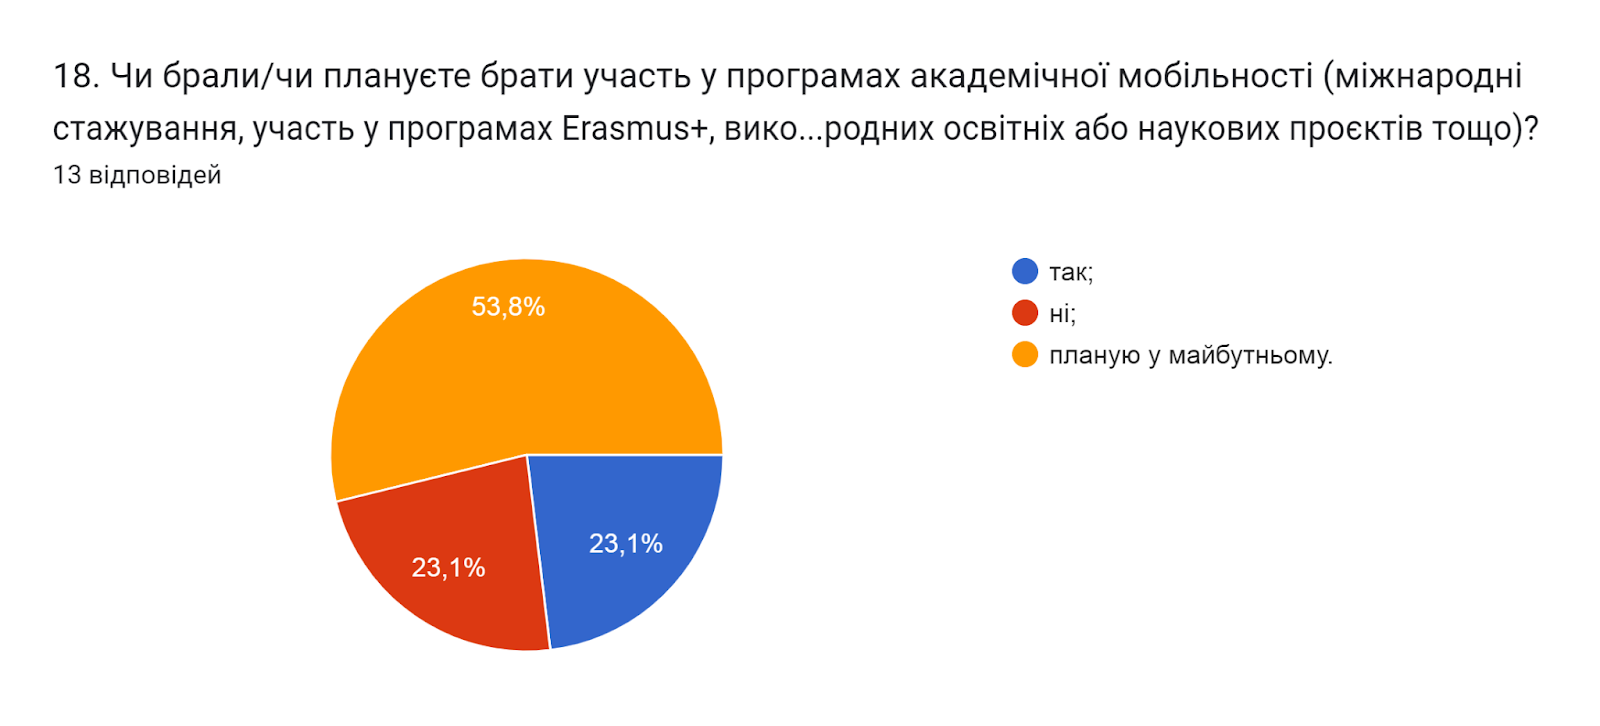 18. Чи брали/чи плануєте брати участь у програмах академічної мобільності (міжнародні
стажування, участь у програмах Erasmus+, вико...родних освітніх або наукових проєктів тощо)?
13 відповідей
так;
ні;
планую у майбутньому.
53,8%
23,1%
23,1%